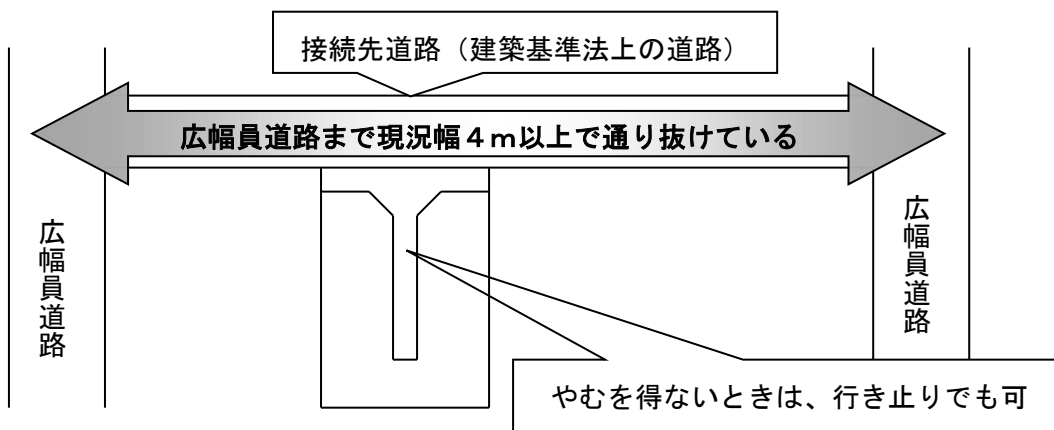 接続先道路（建築基準法上の道路）
広幅員道路まで現況幅４ｍ以上で通り抜けている
広幅員道路
広幅員道路
やむを得ないときは、行き止りでも可